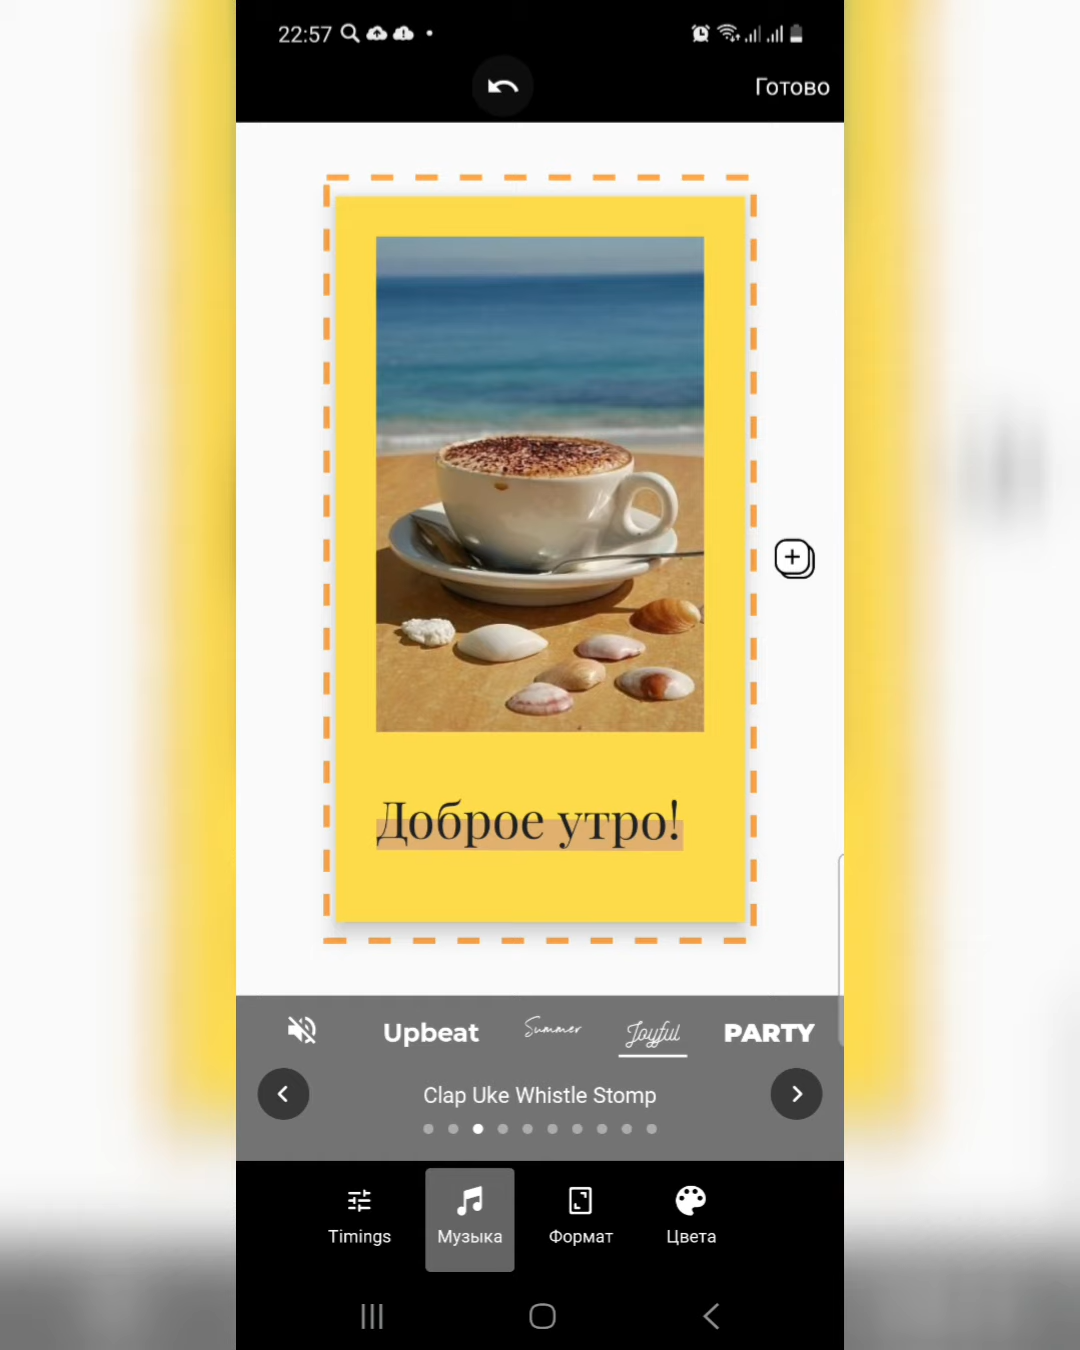 22:57
Готово
Доброе утро!
Upbeat Summer Joyful PARTY
Clap Uke Whistle Stomp
Timings Музыка Формат Цвета